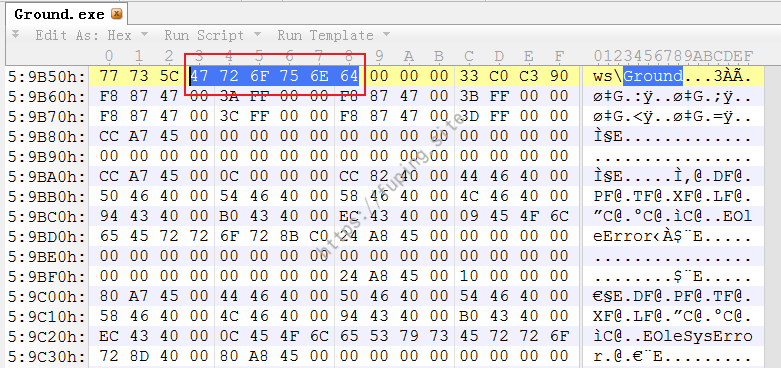 Ground.exe
Edit As: Hex Run Script Run Template
0 1 2 3 4 5 6 7 8 9 A B C D E F 0123456789ABCDEF
5:9B50h: 77 73 5C 47 72 6F 75 6E 64 00 00 00 33 C0 C3 90 ws\Ground...3ÀÃ.
5:9B60h: F8 87 47 00 3A FF 00 00 F8 87 47 00 3B FF 00 00 ø‡G.:ÿ..ø‡G.;ÿ..
5:9B70h: F8 87 47 00 3C FF 00 00 F8 87 47 00 3D FF 00 00 ø‡G.<ÿ..ø‡G.=ÿ..
5:9B80h: CC A7 45 00 00 00 00 00 00 00 00 00 00 00 00 00 Ì§E.............
5:9B90h: 00 00 00 00 00 00 00 00 00 00 00 00 00 00 00 00 ................
5:9BA0h: CC A7 45 00 0C 00 00 00 CC 82 40 00 44 46 40 00 Ì§E.....Ì‚@.DF@.
5:9BB0h: 50 46 40 00 54 46 40 00 58 46 40 00 4C 46 40 00 PF@.TF@.XF@.LF@.
5:9BC0h: 94 43 40 00 B0 43 40 00 EC 43 40 00 09 45 4F 6C ”C@.°C@.ìC@..EOl
5:9BD0h: 65 45 72 72 6F 72 8B C0 24 A8 45 00 00 00 00 00 eError‹À$¨E.....
5:9BE0h: 00 00 00 00 00 00 00 00 00 00 00 00 00 00 00 00 ................
5:9BF0h: 00 00 00 00 00 00 00 00 24 A8 45 00 10 00 00 00 ........$¨E.....
5:9C00h: 80 A7 45 00 44 46 40 00 50 46 40 00 54 46 40 00 €§E.DF@.PF@.TF@.
5:9C10h: 58 46 40 00 4C 46 40 00 94 43 40 00 B0 43 40 00 XF@.LF@.”C@.°C@.
5:9C20h: EC 43 40 00 0C 45 4F 6C 65 53 79 73 45 72 72 6F ìC@..EOleSysErro
5:9C30h: 72 8D 40 00 80 A8 45 00 00 00 00 00 00 00 00 00 r.@.€¨E.........
https://fuping.site